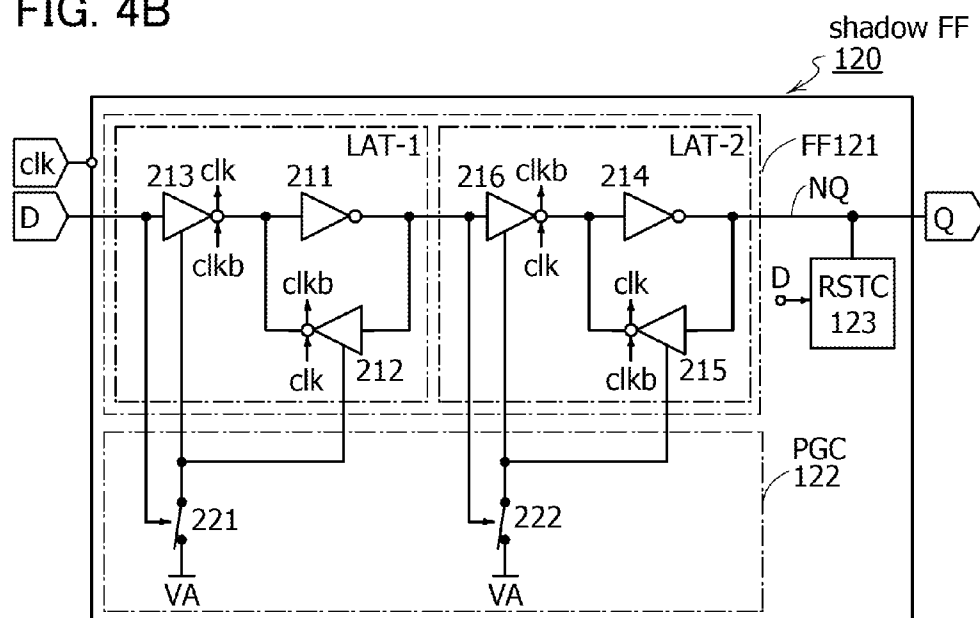 FIG. 4B
shadow FF
120
LAT-1
LAT-2
FF121
clk
213
clk
211
216
clkb
214
NQ
D
Q
clkb
clkb
clk
clk
D
RSTC
123
clk
212
clkb
215
PGC
122
221
222
VA
VA